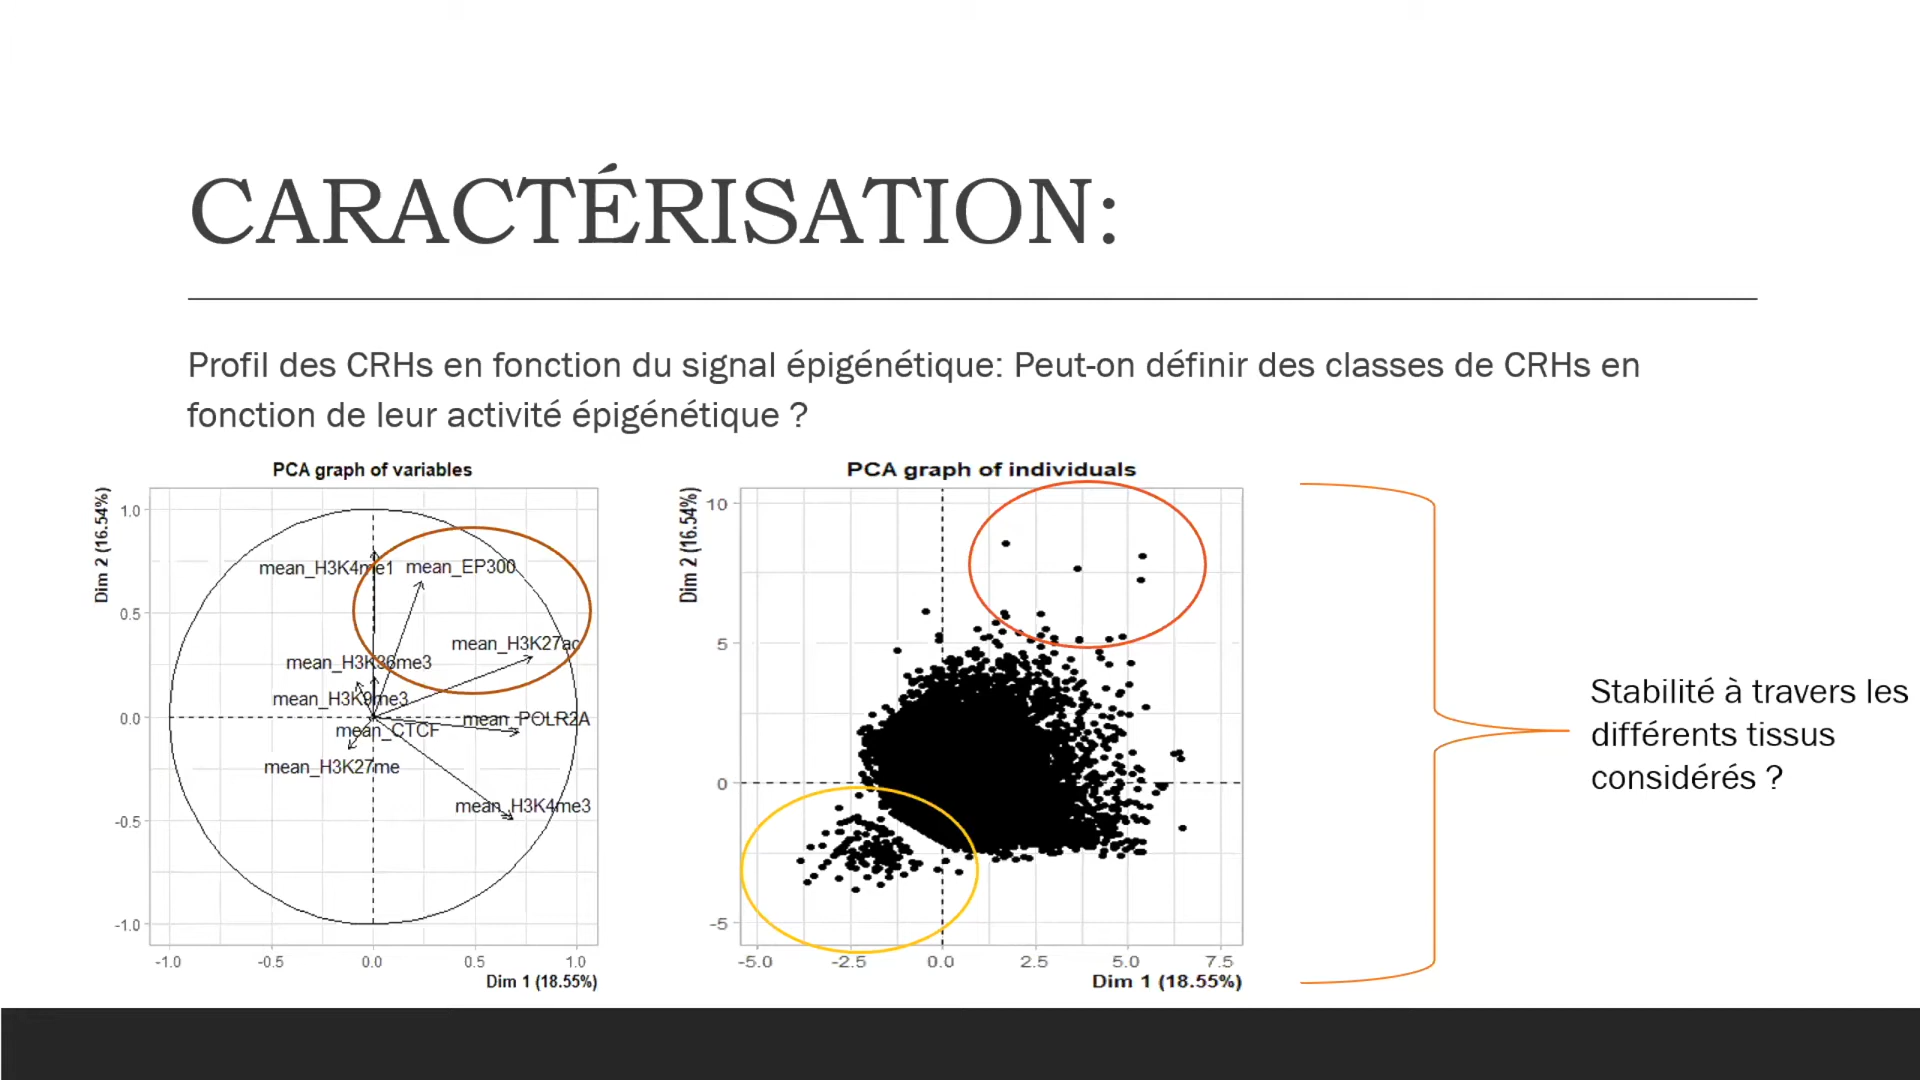 CARACTÉRISATION:
Profil des CRHs en fonction du signal épigénétique: Peut-on définir des classes de CRHs en
fonction de leur activité épigénétique ?
PCA graph of variables
Dim 2 (16.54%)
1.0
0.5
0.0
-0.5
-1.0
mean_H3K4me1
mean_EP300
mean_H3K27ac
mean_H3K36me3
mean_H3K9me3
mean_POLR2A
mean_CTCF
mean_H3K27me
mean_H3K4me3
-1.0 -0.5 0.0 0.5 1.0
Dim 1 (18.55%)
PCA graph of individuals
Dim 2 (16.54%)
10
5
0
-5
-5.0 -2.5 0.0 2.5 5.0 7.5
Dim 1 (18.55%)
Stabilité à travers les
différents tissus
considérés ?